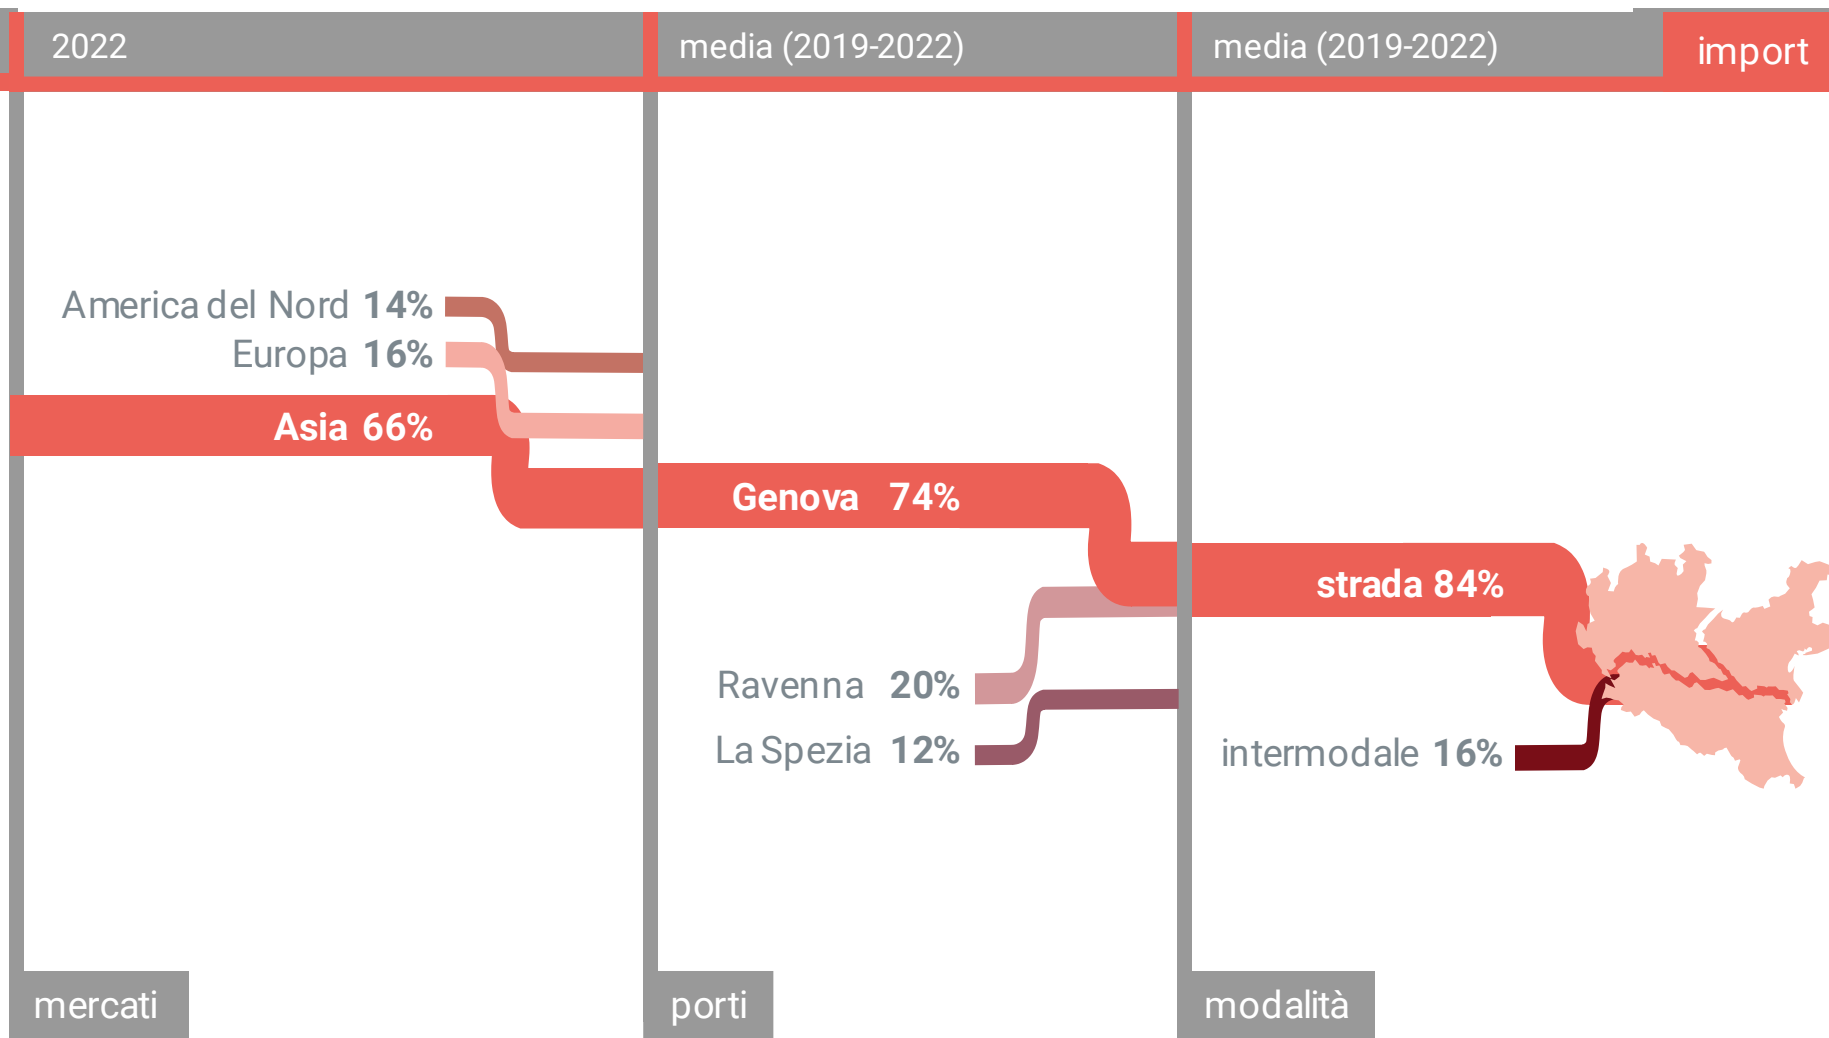 2022
media (2019-2022)
media (2019-2022)
import
America del Nord 14%
Europa 16%
Asia 66%
Genova 74%
Ravenna 20%
La Spezia 12%
strada 84%
intermodale 16%
mercati
porti
modalità